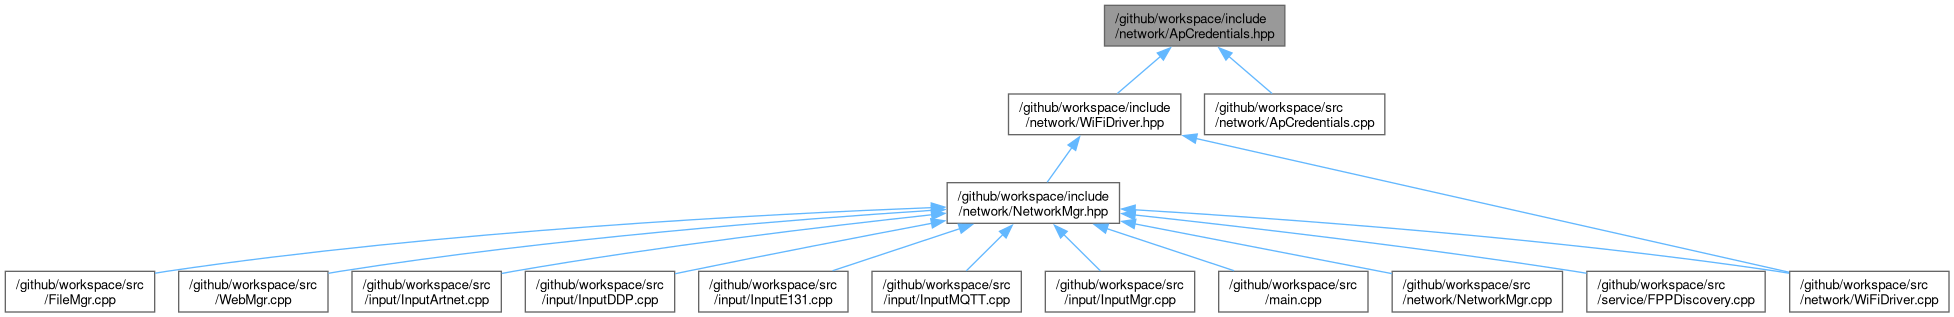 /github/workspace/include
/network/ApCredentials.hpp
/github/workspace/include
/network/WiFiDriver.hpp
/github/workspace/src
/network/ApCredentials.cpp
/github/workspace/include
/network/NetworkMgr.hpp
/github/workspace/src
/FileMgr.cpp
/github/workspace/src
/WebMgr.cpp
/github/workspace/src
/input/InputArtnet.cpp
/github/workspace/src
/input/InputDDP.cpp
/github/workspace/src
/input/InputE131.cpp
/github/workspace/src
/input/InputMQTT.cpp
/github/workspace/src
/input/InputMgr.cpp
/github/workspace/src
/main.cpp
/github/workspace/src
/network/NetworkMgr.cpp
/github/workspace/src
/service/FPPDiscovery.cpp
/github/workspace/src
/network/WiFiDriver.cpp